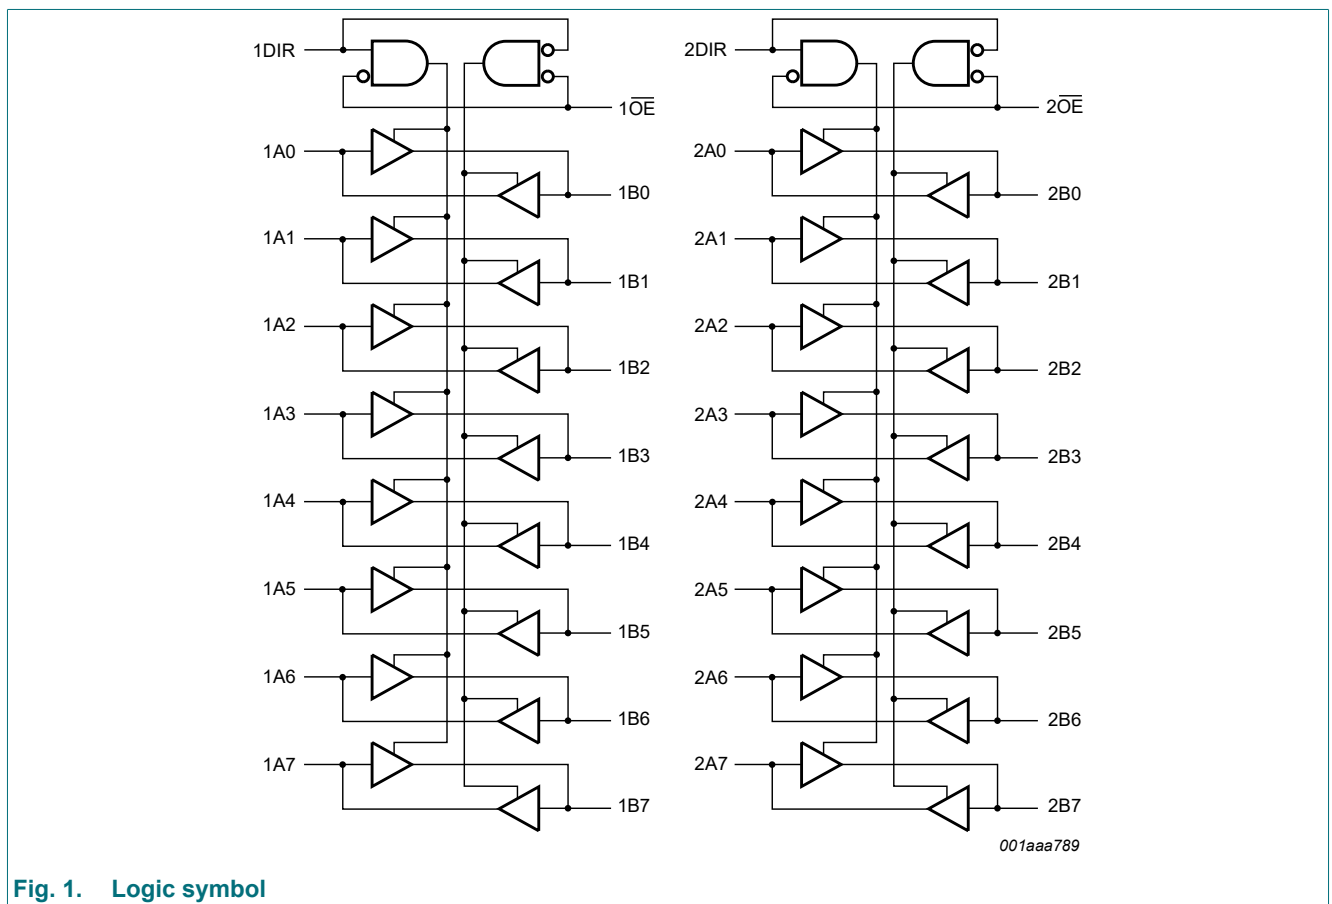 1DIR
1O̅E̅
1A0
1B0
1A1
1B1
1A2
1B2
1A3
1B3
1A4
1B4
1A5
1B5
1A6
1B6
1A7
1B7
2DIR
2O̅E̅
2A0
2B0
2A1
2B1
2A2
2B2
2A3
2B3
2A4
2B4
2A5
2B5
2A6
2B6
2A7
2B7
001aaa789
Fig. 1. Logic symbol